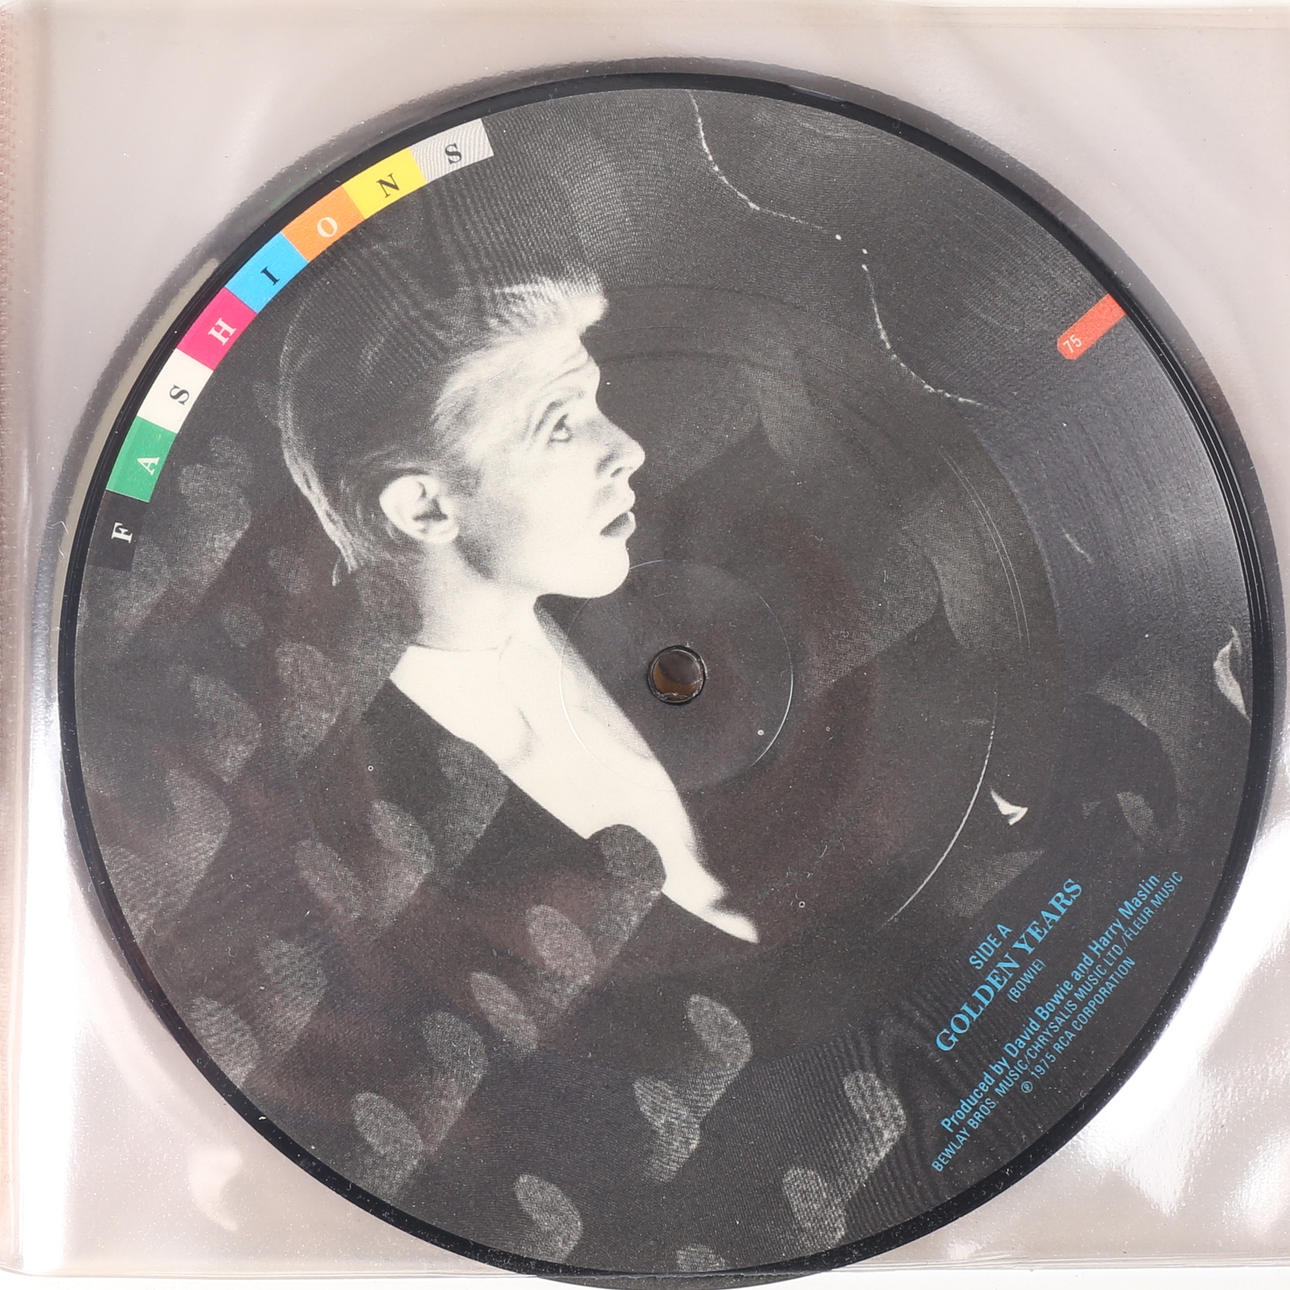 FASHIONS
75
SIDE A
GOLDEN YEARS
(BOWIE)
Produced by David Bowie and Harry Maslin
BEWLAY BROS. MUSIC/CHRYSALIS MUSIC LTD./FLEUR MUSIC
℗ 1975 RCA CORPORATION